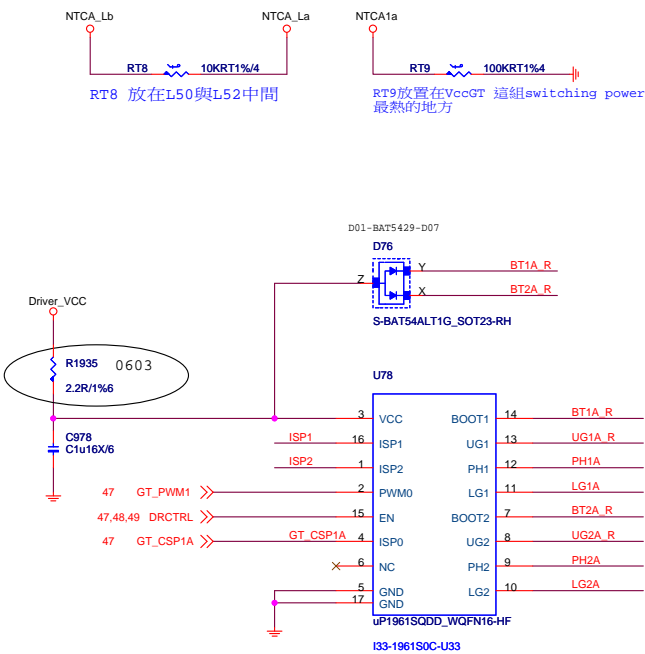 NTCA_Lb
NTCA_La
NTCA1a
RT8
10KRT1%/4
RT9
100KRT1%4
RT8 放在L50與L52中間
RT9放置在VccGT 這組switching power
最熱的地方
D01-BAT5429-D07
D76
Z
Y
BT1A_R
X
BT2A_R
S-BAT54ALT1G_SOT23-RH
Driver_VCC
R1935
0603
2.2R/1%6
C978
C1u16X/6
U78
3
VCC
BOOT1
14
BT1A_R
ISP1
16
ISP1
UG1
13
UG1A_R
ISP2
1
ISP2
PH1
12
PH1A
47
GT_PWM1
2
PWM0
LG1
11
LG1A
47,48,49
DRCTRL
15
EN
BOOT2
7
BT2A_R
47
GT_CSP1A
GT_CSP1A
4
ISP0
UG2
8
UG2A_R
6
NC
PH2
9
PH2A
5
GND
LG2
10
LG2A
17
GND
uP1961SQDD_WQFN16-HF
I33-1961S0C-U33